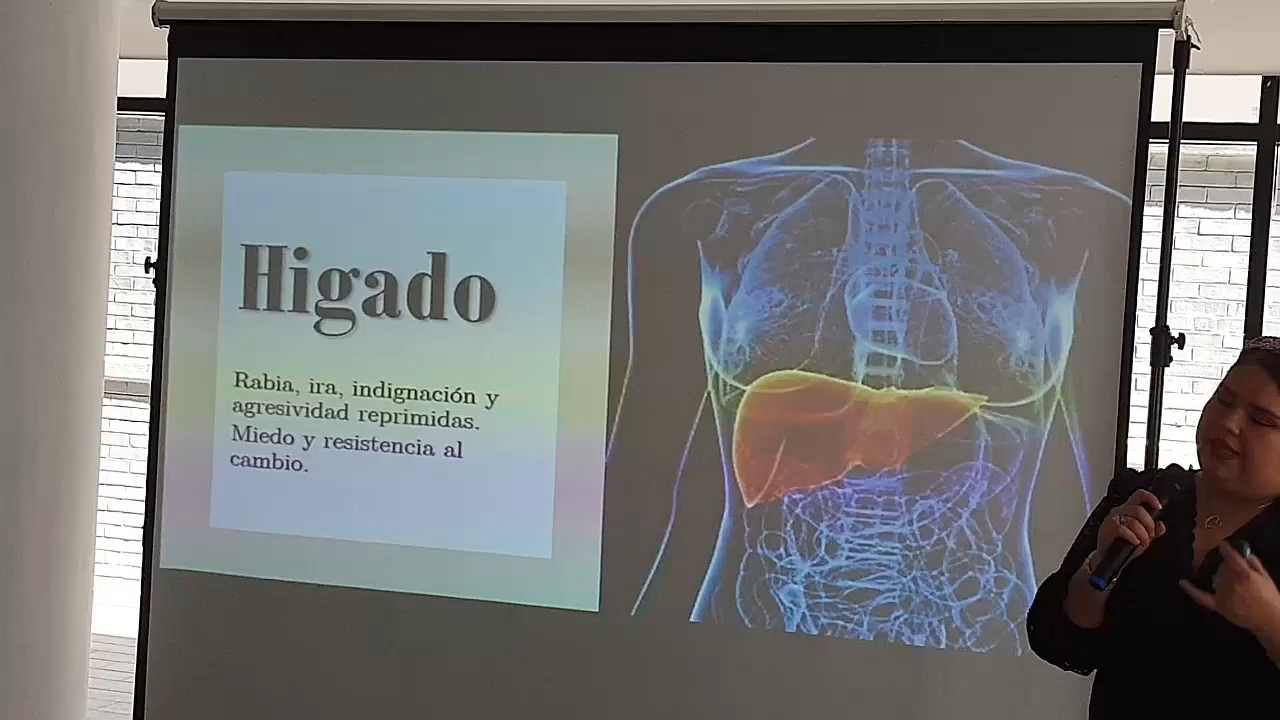 Higado
Rabia, ira, indignación y
agresividad reprimidas.
Miedo y resistencia al
cambio.